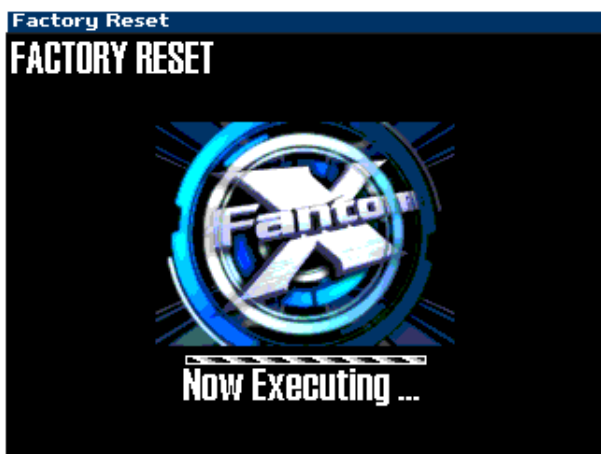 Factory Reset
FACTORY RESET
X
Fantom
Now Executing ...